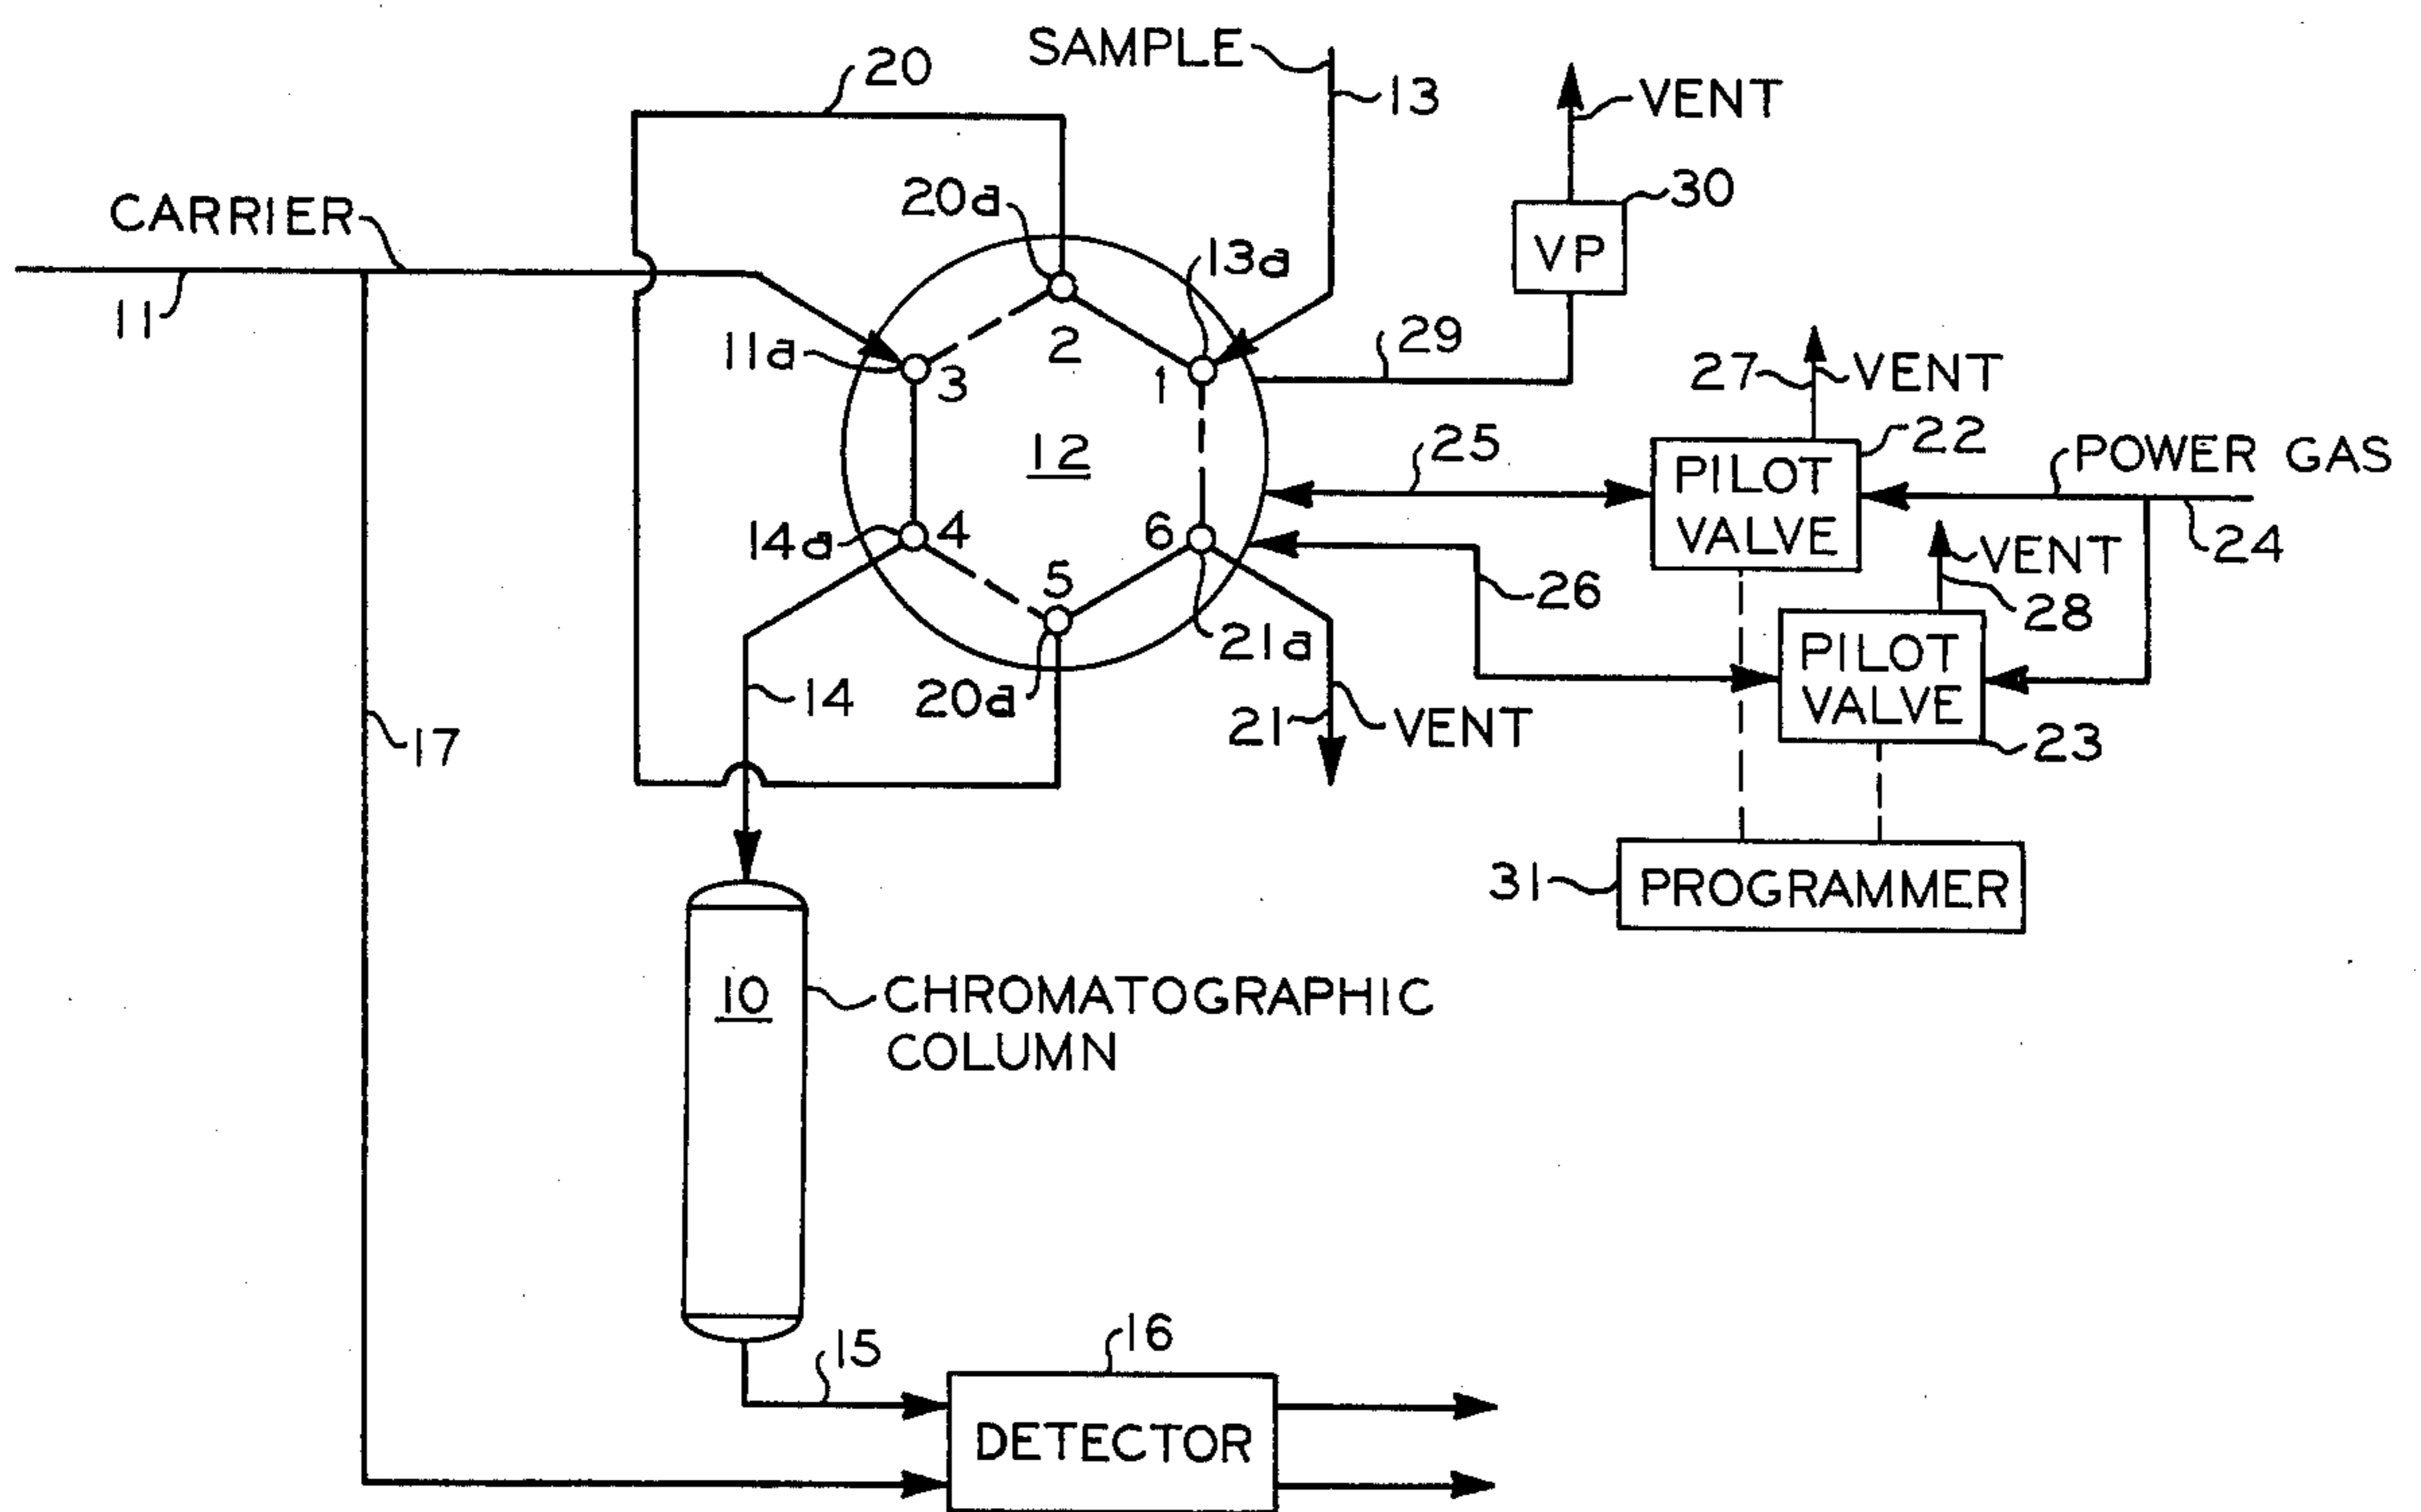 SAMPLE
20
13
VENT
20a
30
CARRIER
VP
13a
11
11a
2
29
3
1
27
VENT
22
12
25
PILOT
VALVE
POWER GAS
14a
4
6
5
26
VENT
24
28
21a
PILOT
VALVE
14
20a
21
VENT
17
23
31
PROGRAMMER
10
CHROMATOGRAPHIC
COLUMN
15
16
DETECTOR